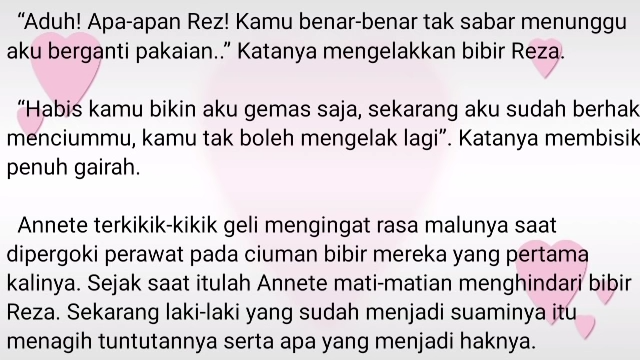 “Aduh! Apa-apan Rez! Kamu benar-benar tak sabar menunggu
aku berganti pakaian..” Katanya mengelakkan bibir Reza.
“Habis kamu bikin aku gemas saja, sekarang aku sudah berhak
menciummu, kamu tak boleh mengelak lagi”. Katanya membisik
penuh gairah.
Annete terkikik-kikik geli mengingat rasa malunya saat
dipergoki perawat pada ciuman bibir mereka yang pertama
kalinya. Sejak saat itulah Annete mati-matian menghindari bibir
Reza. Sekarang laki-laki yang sudah menjadi suaminya itu
menagih tuntutannya serta apa yang menjadi haknya.